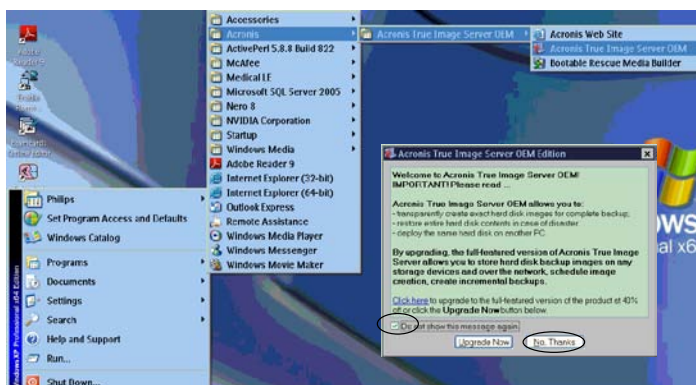 Adobe
Reader 9
Accessories
Acronis
ActivePerl 5.8.8 Build 822
McAfee
Medical LE
Microsoft SQL Server 2005
Nero 8
NVIDIA Corporation
Startup
Windows Media
Adobe Reader 9
Internet Explorer (32-bit)
Internet Explorer (64-bit)
Outlook Express
Remote Assistance
Windows Media Player
Windows Messenger
Windows Movie Maker
Acronis True Image Server OEM
Acronis Web Site
Acronis True Image Server OEM
Bootable Rescue Media Builder
Philips
Set Program Access and Defaults
Windows Catalog
Programs
Documents
Settings
Search
Help and Support
Run...
Shut Down...
Windows XP Professional x64 Edition
Acronis True Image Server OEM Edition
Welcome to Acronis True Image Server OEM!
IMPORTANT! Please read ...
Acronis True Image Server OEM allows you to:
- transparently create exact hard disk images for complete backup;
- restore entire hard disk contents in case of disaster
- deploy the same hard disk on another PC.
By upgrading, the full-featured version of Acronis True Image
Server allows you to store hard disk backup images on any
storage devices and over the network, schedule image
creation, create incremental backups.
Click here to upgrade to the full-featured version of the product at 40%
off or click the Upgrade Now button below.
Do not show this message again
Upgrade Now
No, Thanks
ws
al x6